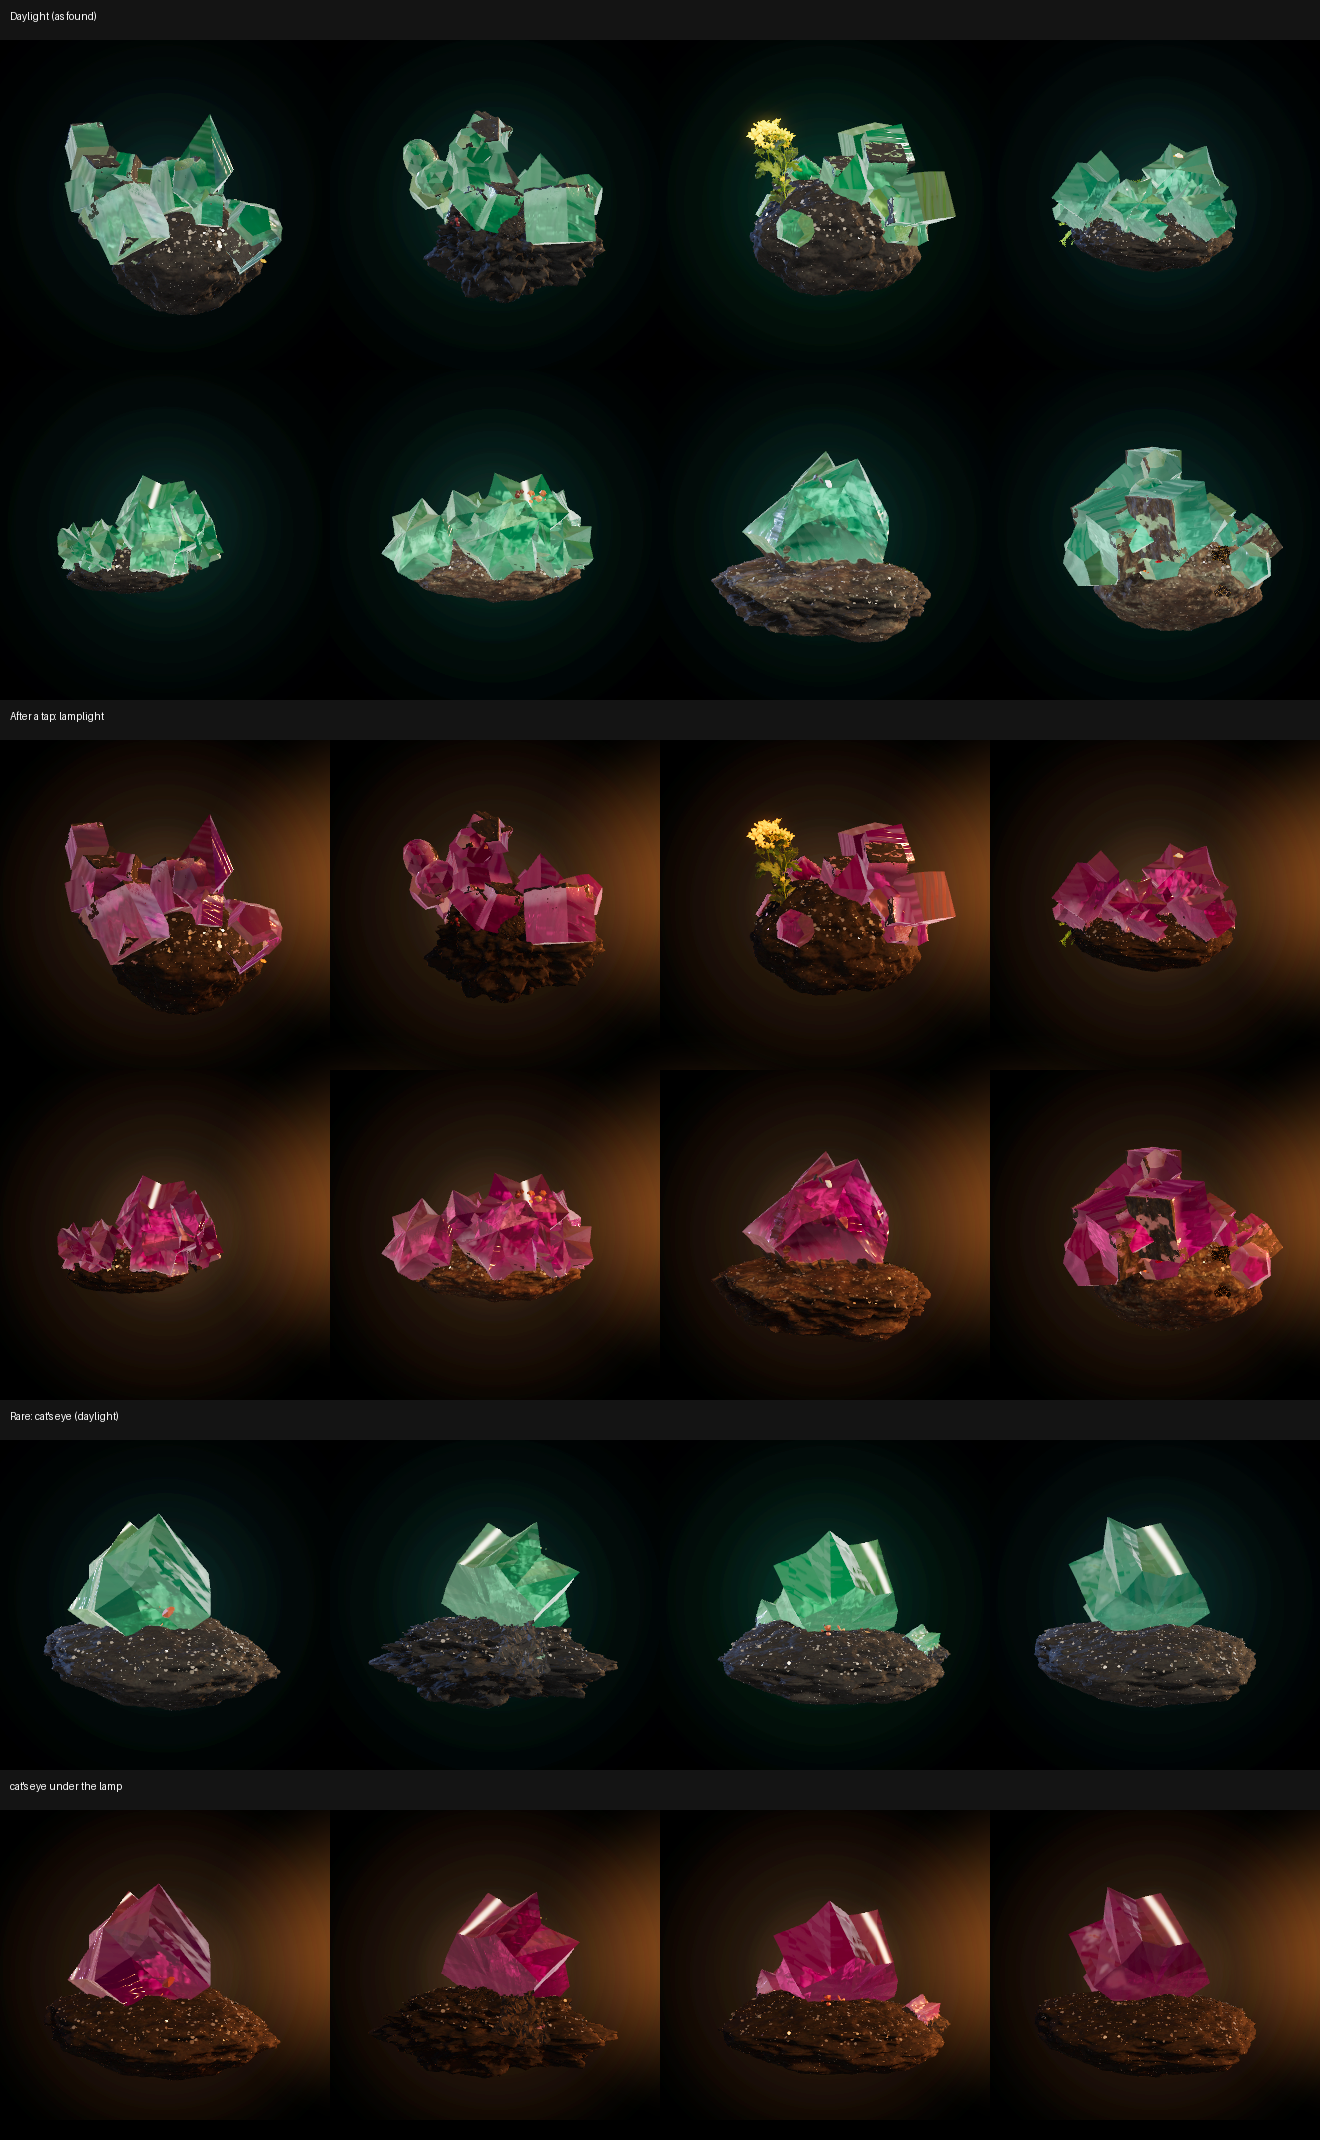 Daylight (as found)
After a tap: lamplight
Rare: cat's eye (daylight)
cat's eye under the lamp